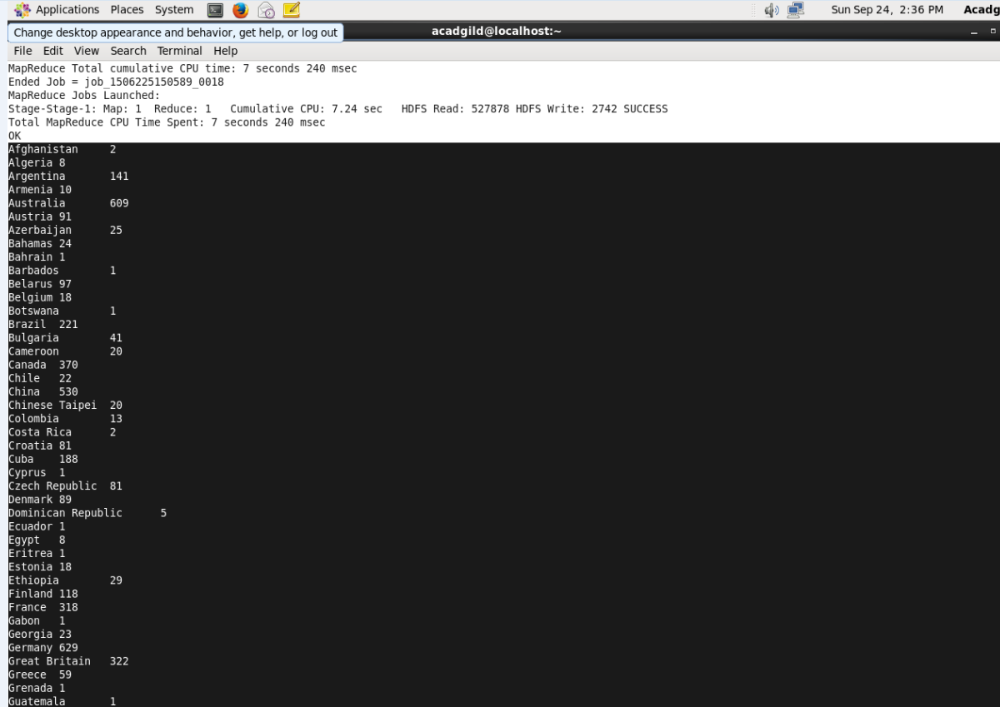 Applications Places System Sun Sep 24, 2:36 PM Acadg
Change desktop appearance and behavior, get help, or log out acadgild@localhost:~
File Edit View Search Terminal Help
MapReduce Total cumulative CPU time: 7 seconds 240 msec
Ended Job = job_1506225150589_0018
MapReduce Jobs Launched:
Stage-Stage-1: Map: 1  Reduce: 1   Cumulative CPU: 7.24 sec   HDFS Read: 527878 HDFS Write: 2742 SUCCESS
Total MapReduce CPU Time Spent: 7 seconds 240 msec
OK
Afghanistan	2
Algeria	8
Argentina	141
Armenia	10
Australia	609
Austria	91
Azerbaijan	25
Bahamas	24
Bahrain	1
Barbados	1
Belarus	97
Belgium	18
Botswana	1
Brazil	221
Bulgaria	41
Cameroon	20
Canada	370
Chile	22
China	530
Chinese Taipei	20
Colombia	13
Costa Rica	2
Croatia	81
Cuba	188
Cyprus	1
Czech Republic	81
Denmark	89
Dominican Republic	5
Ecuador	1
Egypt	8
Eritrea	1
Estonia	18
Ethiopia	29
Finland	118
France	318
Gabon	1
Georgia	23
Germany	629
Great Britain	322
Greece	59
Grenada	1
Guatemala	1